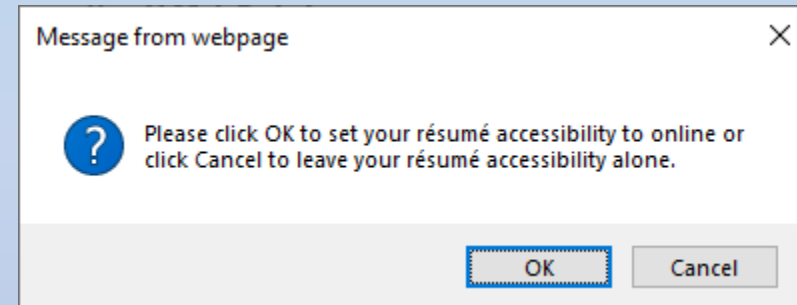 Message from webpage
Please click OK to set your résumé accessibility to online or
click Cancel to leave your résumé accessibility alone.
OK
Cancel